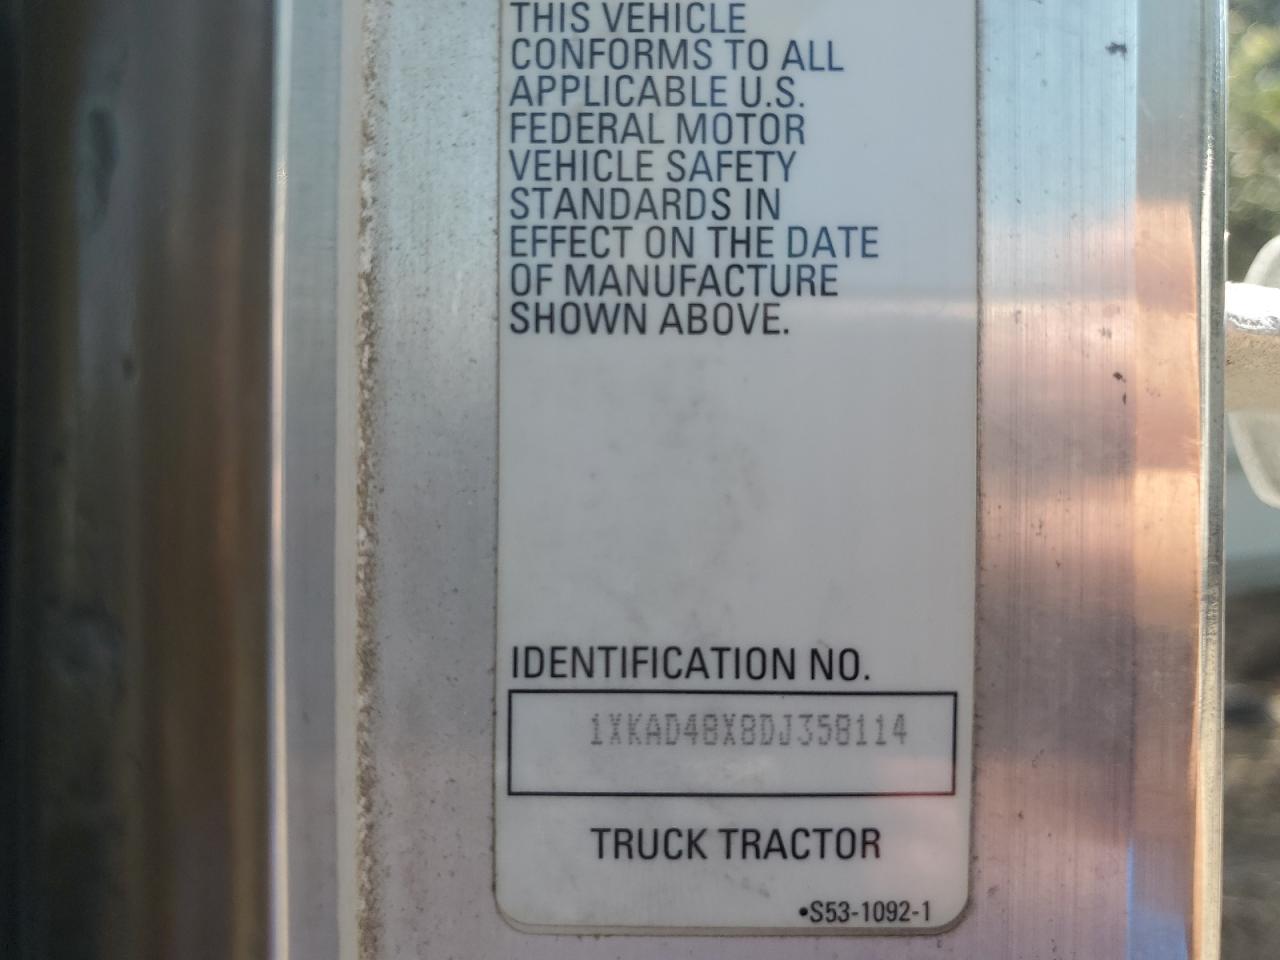 THIS VEHICLE
CONFORMS TO ALL
APPLICABLE U.S.
FEDERAL MOTOR
VEHICLE SAFETY
STANDARDS IN
EFFECT ON THE DATE
OF MANUFACTURE
SHOWN ABOVE.
IDENTIFICATION NO.
1XKAD48X8DJ358114
TRUCK TRACTOR
•S53-1092-1